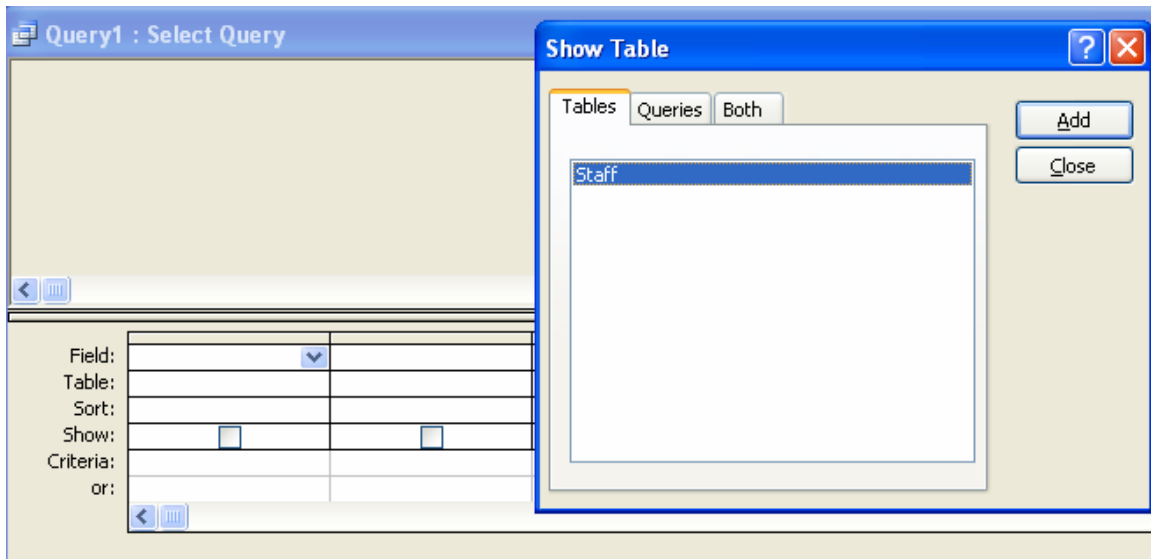 Query1 : Select Query
Show Table
Tables Queries Both
Add
Close
Staff
Field:
Table:
Sort:
Show:
Criteria:
or: